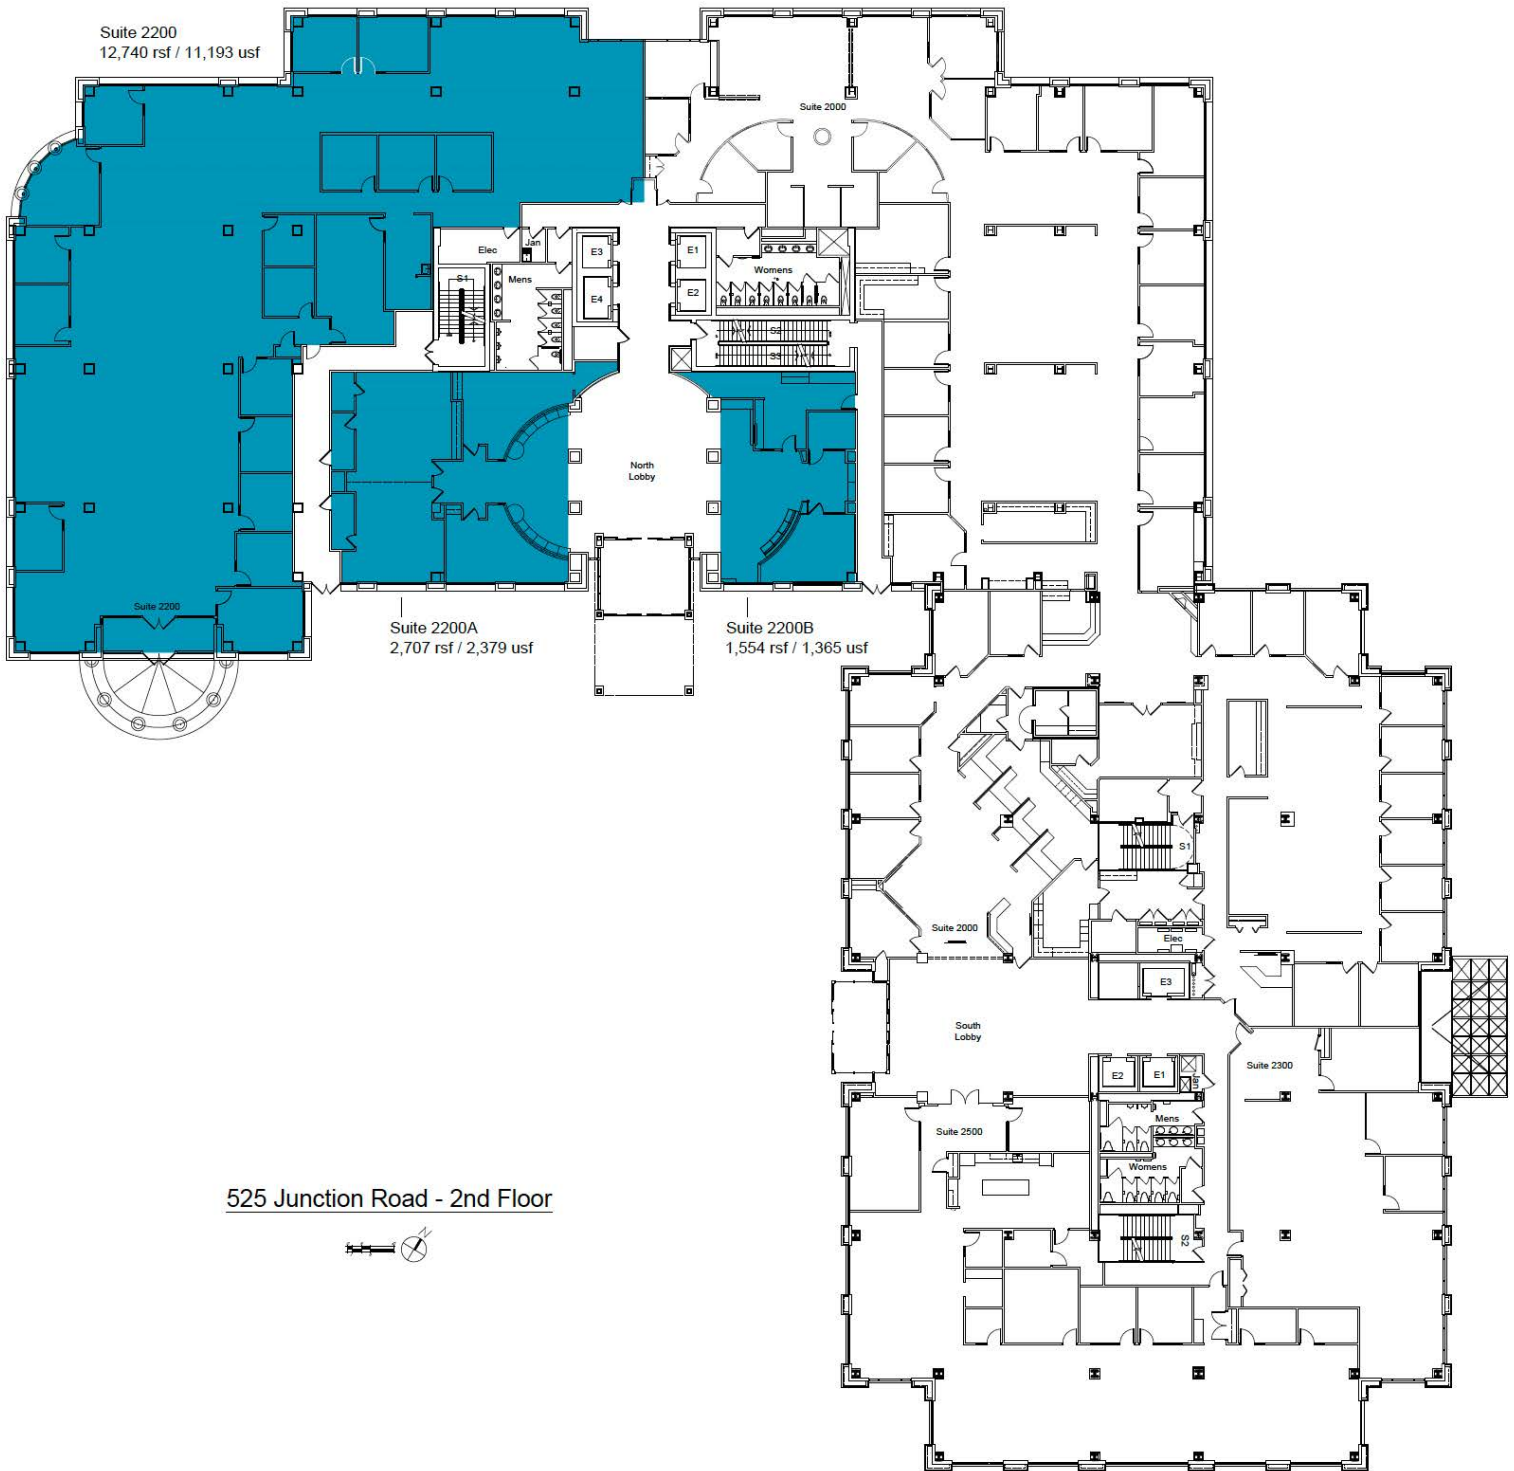 Suite 2200
12,740 rsf / 11,193 usf
Suite 2000
Elec
Jan
E3
E1
S1
Mens
Womens
E4
E2
S2
S3
North
Lobby
Suite 2200
Suite 2200A
2,707 rsf / 2,379 usf
Suite 2200B
1,554 rsf / 1,365 usf
S1
Suite 2000
Elec
E3
South
Lobby
Suite 2300
E2
E1
Jan
Mens
Suite 2500
Womens
S2
525 Junction Road - 2nd Floor
N